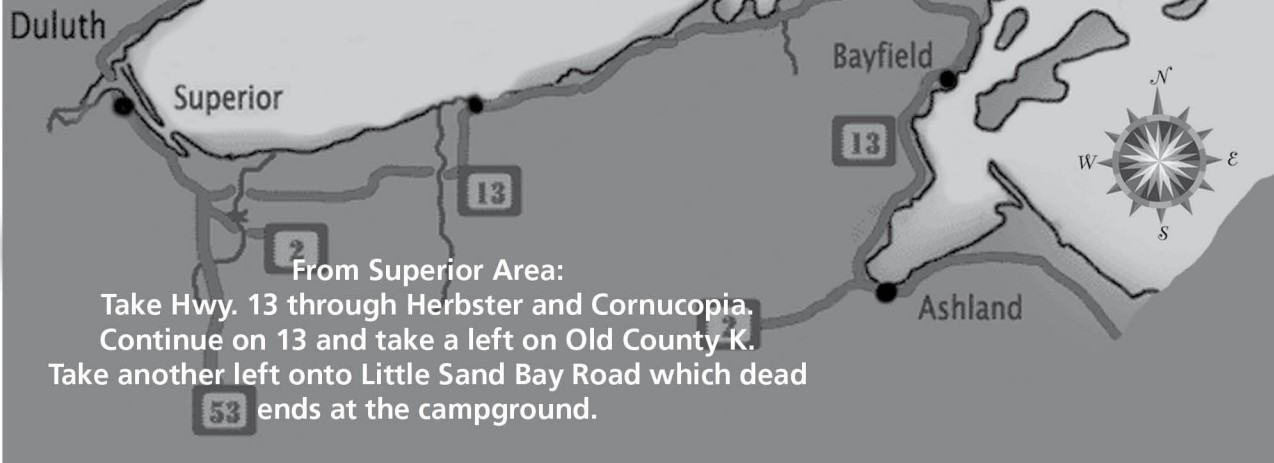 Duluth
Superior
Bayfield
13
N
W
E
S
13
2
From Superior Area:
Take Hwy. 13 through Herbster and Cornucopia.
Ashland
2
Continue on 13 and take a left on Old County K.
Take another left onto Little Sand Bay Road which dead
53
ends at the campground.